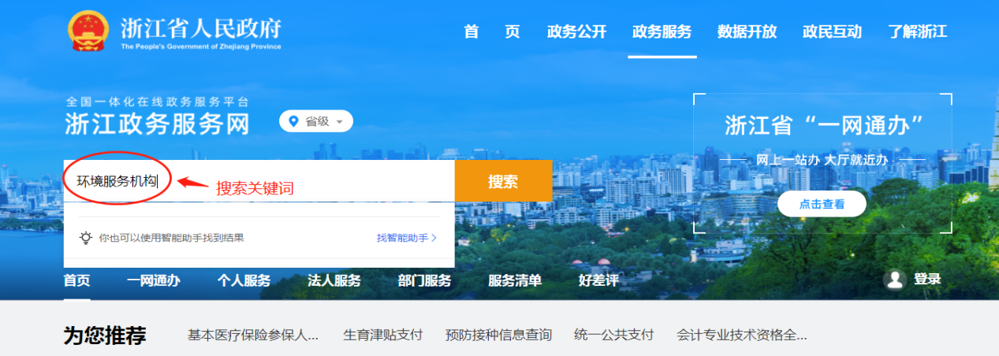 浙江省人民政府
The People's Government of Zhejiang Province
首 页 政务公开 政务服务 数据开放 政民互动 了解浙江
全国一体化在线政务服务平台
浙江政务服务网
省级
浙江省“一网通办”
网上一站办 大厅就近办
点击查看
环境服务机构
搜索
搜索关键词
你也可以使用智能助手找到结果
找智能助手
首页 一网通办 个人服务 法人服务 部门服务 服务清单 好差评
登录
为您推荐 基本医疗保险参保人... 生育津贴支付 预防接种信息查询 统一公共支付 会计专业技术资格全...